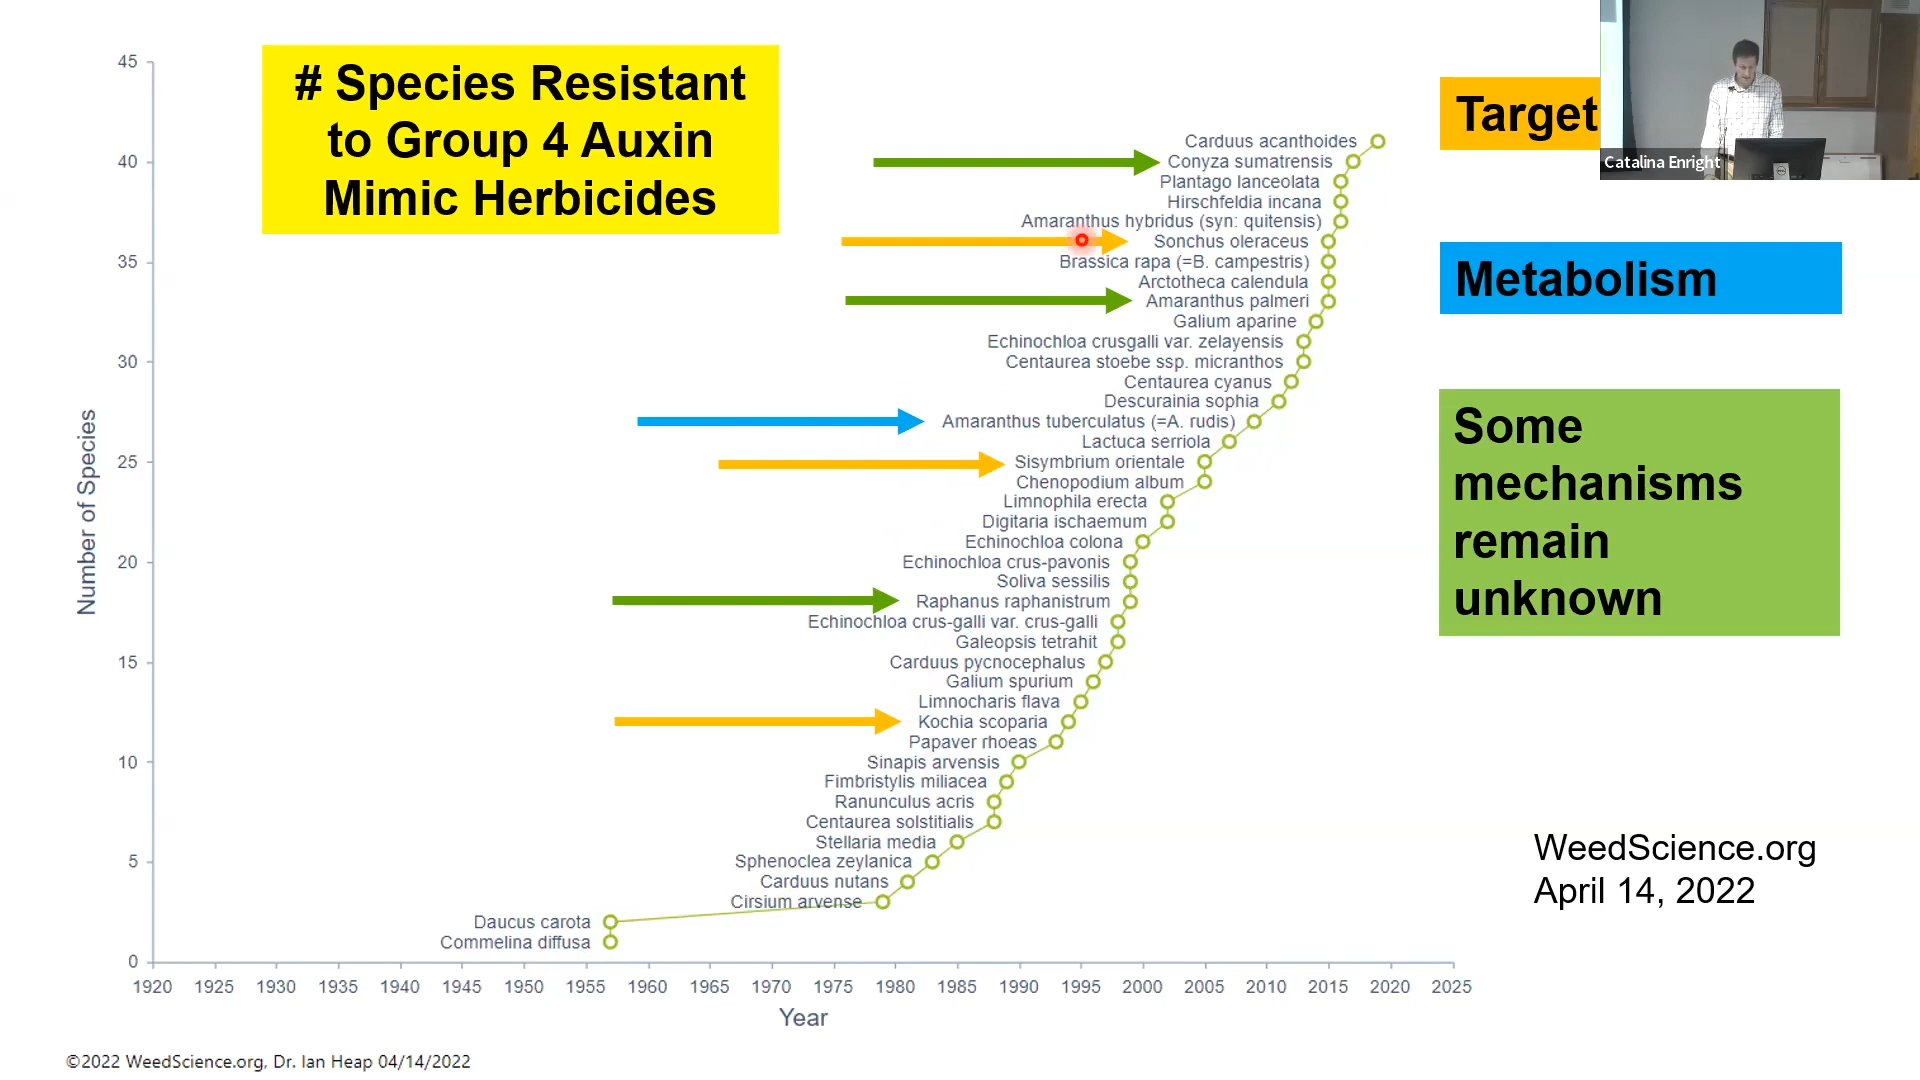 # Species Resistant
to Group 4 Auxin
Mimic Herbicides
Target
Catalina Enright
Metabolism
Some
mechanisms
remain
unknown
WeedScience.org
April 14, 2022
Number of Species
45
40
35
30
25
20
15
10
5
0
Carduus acanthoides
Conyza sumatrensis
Plantago lanceolata
Hirschfeldia incana
Amaranthus hybridus (syn: quitensis)
Sonchus oleraceus
Brassica rapa (=B. campestris)
Arctotheca calendula
Amaranthus palmeri
Galium aparine
Echinochloa crusgalli var. zelayensis
Centaurea stoebe ssp. micranthos
Centaurea cyanus
Descurainia sophia
Amaranthus tuberculatus (=A. rudis)
Lactuca serriola
Sisymbrium orientale
Chenopodium album
Limnophila erecta
Digitaria ischaemum
Echinochloa colona
Echinochloa crus-pavonis
Soliva sessilis
Raphanus raphanistrum
Echinochloa crus-galli var. crus-galli
Galeopsis tetrahit
Carduus pycnocephalus
Galium spurium
Limnocharis flava
Kochia scoparia
Papaver rhoeas
Sinapis arvensis
Fimbristylis miliacea
Ranunculus acris
Centaurea solstitialis
Stellaria media
Sphenoclea zeylanica
Carduus nutans
Cirsium arvense
Daucus carota
Commelina diffusa
1920 1925 1930 1935 1940 1945 1950 1955 1960 1965 1970 1975 1980 1985 1990 1995 2000 2005 2010 2015 2020 2025
Year
©2022 WeedScience.org, Dr. Ian Heap 04/14/2022